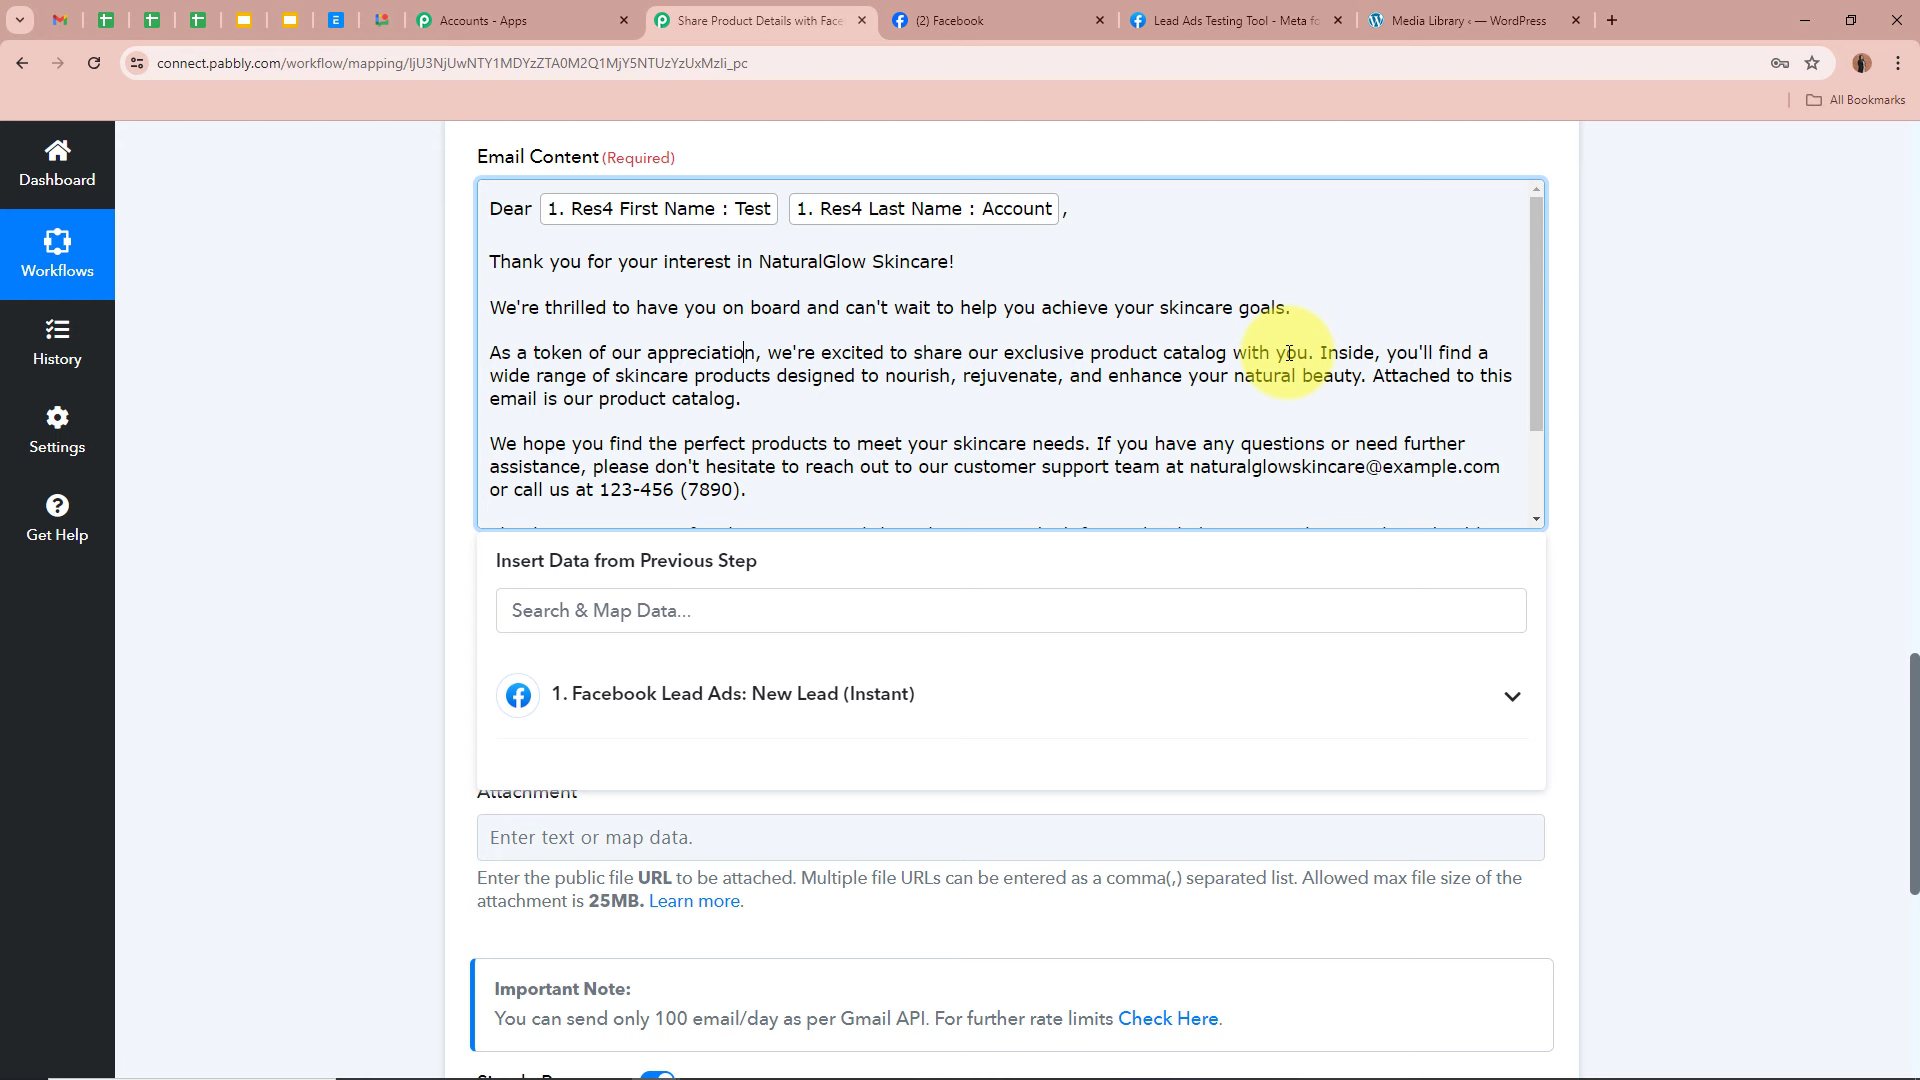 Accounts - Apps
Share Product Details with Face
(2) Facebook
Lead Ads Testing Tool - Meta fo
Media Library ‹ — WordPress
connect.pabbly.com/workflow/mapping/IjU3NjUwNTY1MDYzZTA0M2Q1MjY5NTUzYzUxMzIi_pc
All Bookmarks
Dashboard
Workflows
History
Settings
Get Help
Email Content (Required)
Dear 1. Res4 First Name : Test 1. Res4 Last Name : Account ,
Thank you for your interest in NaturalGlow Skincare!
We're thrilled to have you on board and can't wait to help you achieve your skincare goals.
As a token of our appreciation, we're excited to share our exclusive product catalog with you. Inside, you'll find a
wide range of skincare products designed to nourish, rejuvenate, and enhance your natural beauty. Attached to this
email is our product catalog.
We hope you find the perfect products to meet your skincare needs. If you have any questions or need further
assistance, please don't hesitate to reach out to our customer support team at naturalglowskincare@example.com
or call us at 123-456 (7890).
Insert Data from Previous Step
Search & Map Data...
1. Facebook Lead Ads: New Lead (Instant)
Attachment
Enter text or map data.
Enter the public file URL to be attached. Multiple file URLs can be entered as a comma(,) separated list. Allowed max file size of the
attachment is 25MB. Learn more.
Important Note:
You can send only 100 email/day as per Gmail API. For further rate limits Check Here.